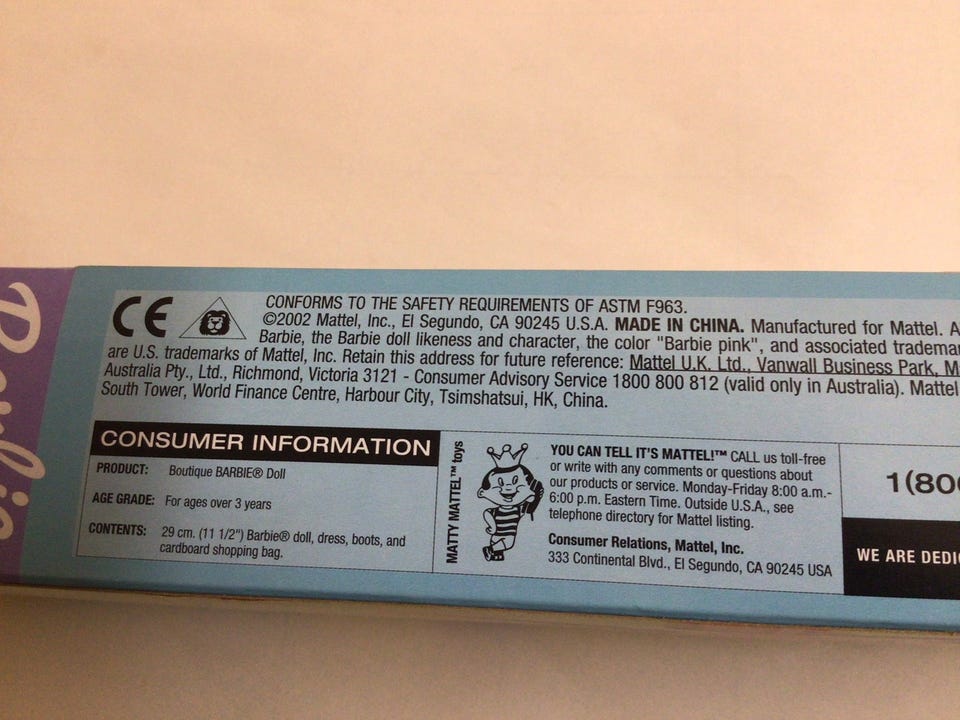 Barbie
CE
CONFORMS TO THE SAFETY REQUIREMENTS OF ASTM F963.
©2002 Mattel, Inc., El Segundo, CA 90245 U.S.A. MADE IN CHINA. Manufactured for Mattel.
Barbie, the Barbie doll likeness and character, the color "Barbie pink", and associated
are U.S. trademarks of Mattel, Inc. Retain this address for future reference: Mattel U.K. Ltd., Vanwall Business Park,
Australia Pty., Ltd., Richmond, Victoria 3121 - Consumer Advisory Service 1800 800 812 (valid only in Australia). Mattel
South Tower, World Finance Centre, Harbour City, Tsimshatsui, HK, China.
CONSUMER INFORMATION
PRODUCT: Boutique BARBIE® Doll
AGE GRADE: For ages over 3 years
CONTENTS: 29 cm. (11 1/2") Barbie® doll, dress, boots, and
cardboard shopping bag.
MATTY MATTEL™ toys
YOU CAN TELL IT'S MATTEL!™ CALL us toll-free
or write with any comments or questions about
our products or service. Monday-Friday 8:00 a.m.-
6:00 p.m. Eastern Time. Outside U.S.A., see
telephone directory for Mattel listing.
Consumer Relations, Mattel, Inc.
333 Continental Blvd., El Segundo, CA 90245 USA
1(80
WE ARE